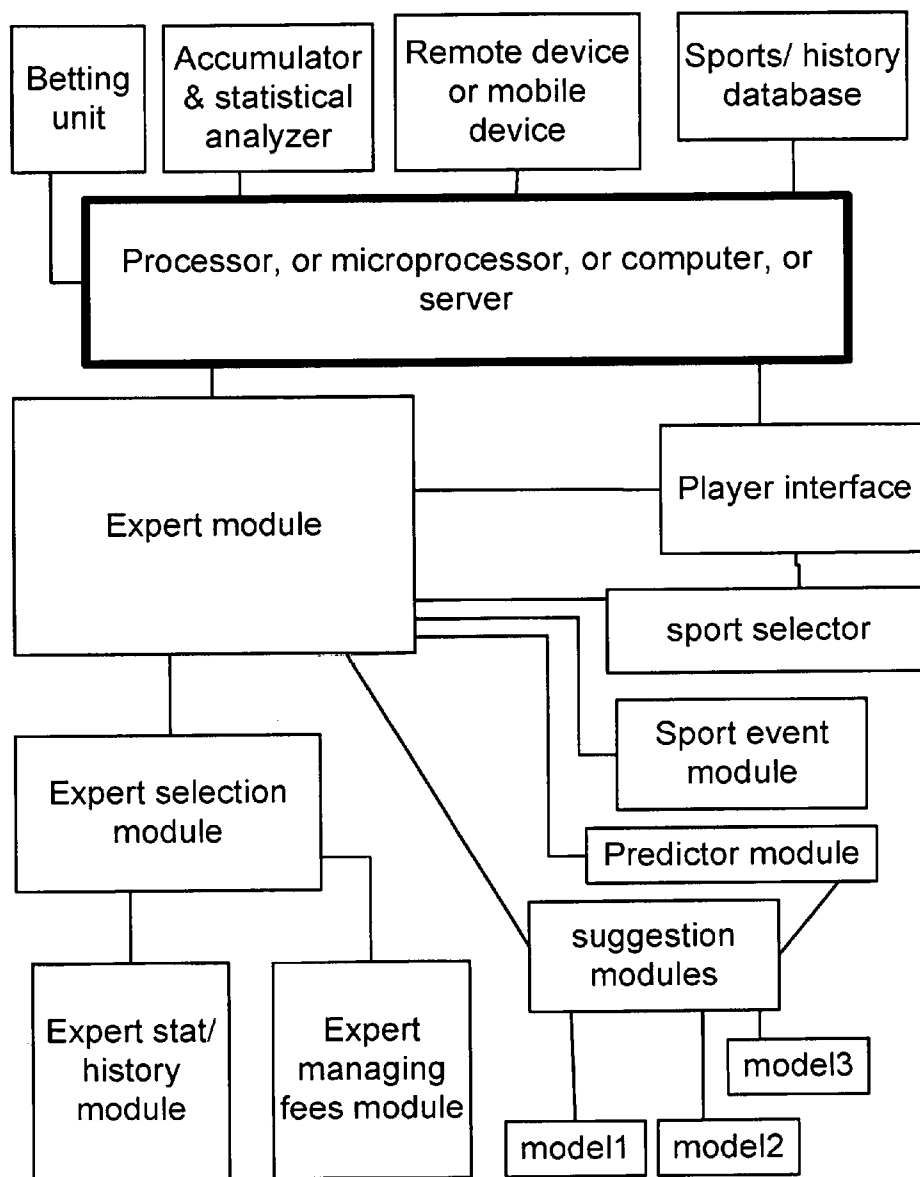 Betting
unit
Accumulator
& statistical
analyzer
Remote device
or mobile
device
Sports/ history
database
Processor, or microprocessor, or computer, or
server
Expert module
Player interface
sport selector
Sport event
module
Expert selection
module
Predictor module
suggestion
modules
Expert stat/
history
module
Expert
managing
fees module
model3
model1
model2